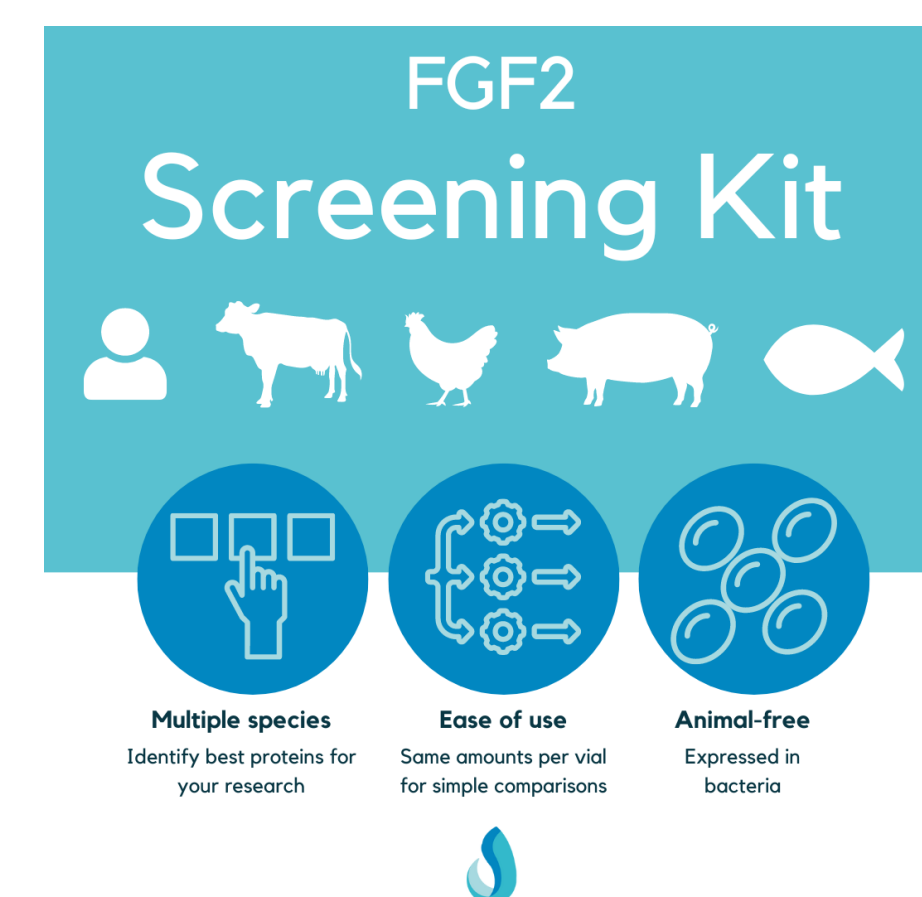 FGF2
Screening Kit
Multiple species
Identify best proteins for
your research
Ease of use
Same amounts per vial
for simple comparisons
Animal-free
Expressed in
bacteria